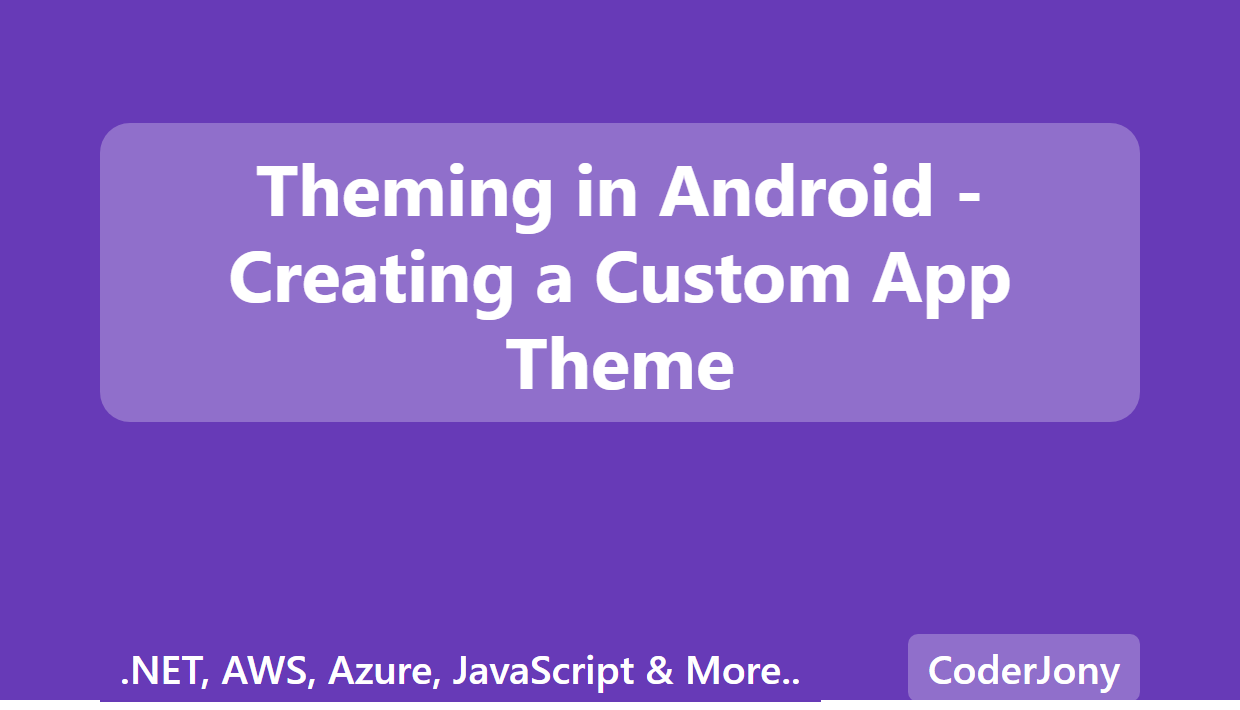 Theming in Android -
Creating a Custom App
Theme
.NET, AWS, Azure, JavaScript & More..
CoderJony